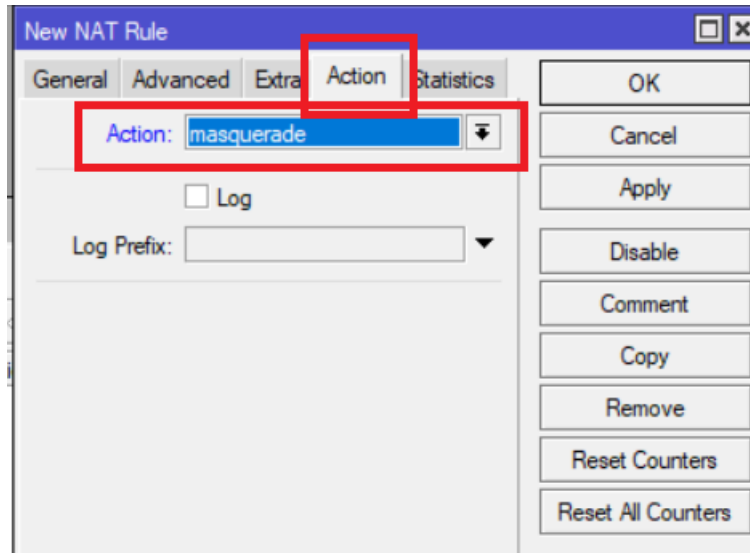 New NAT Rule
General Advanced Extra Action Statistics
Action: masquerade
Log
Log Prefix:
OK
Cancel
Apply
Disable
Comment
Copy
Remove
Reset Counters
Reset All Counters